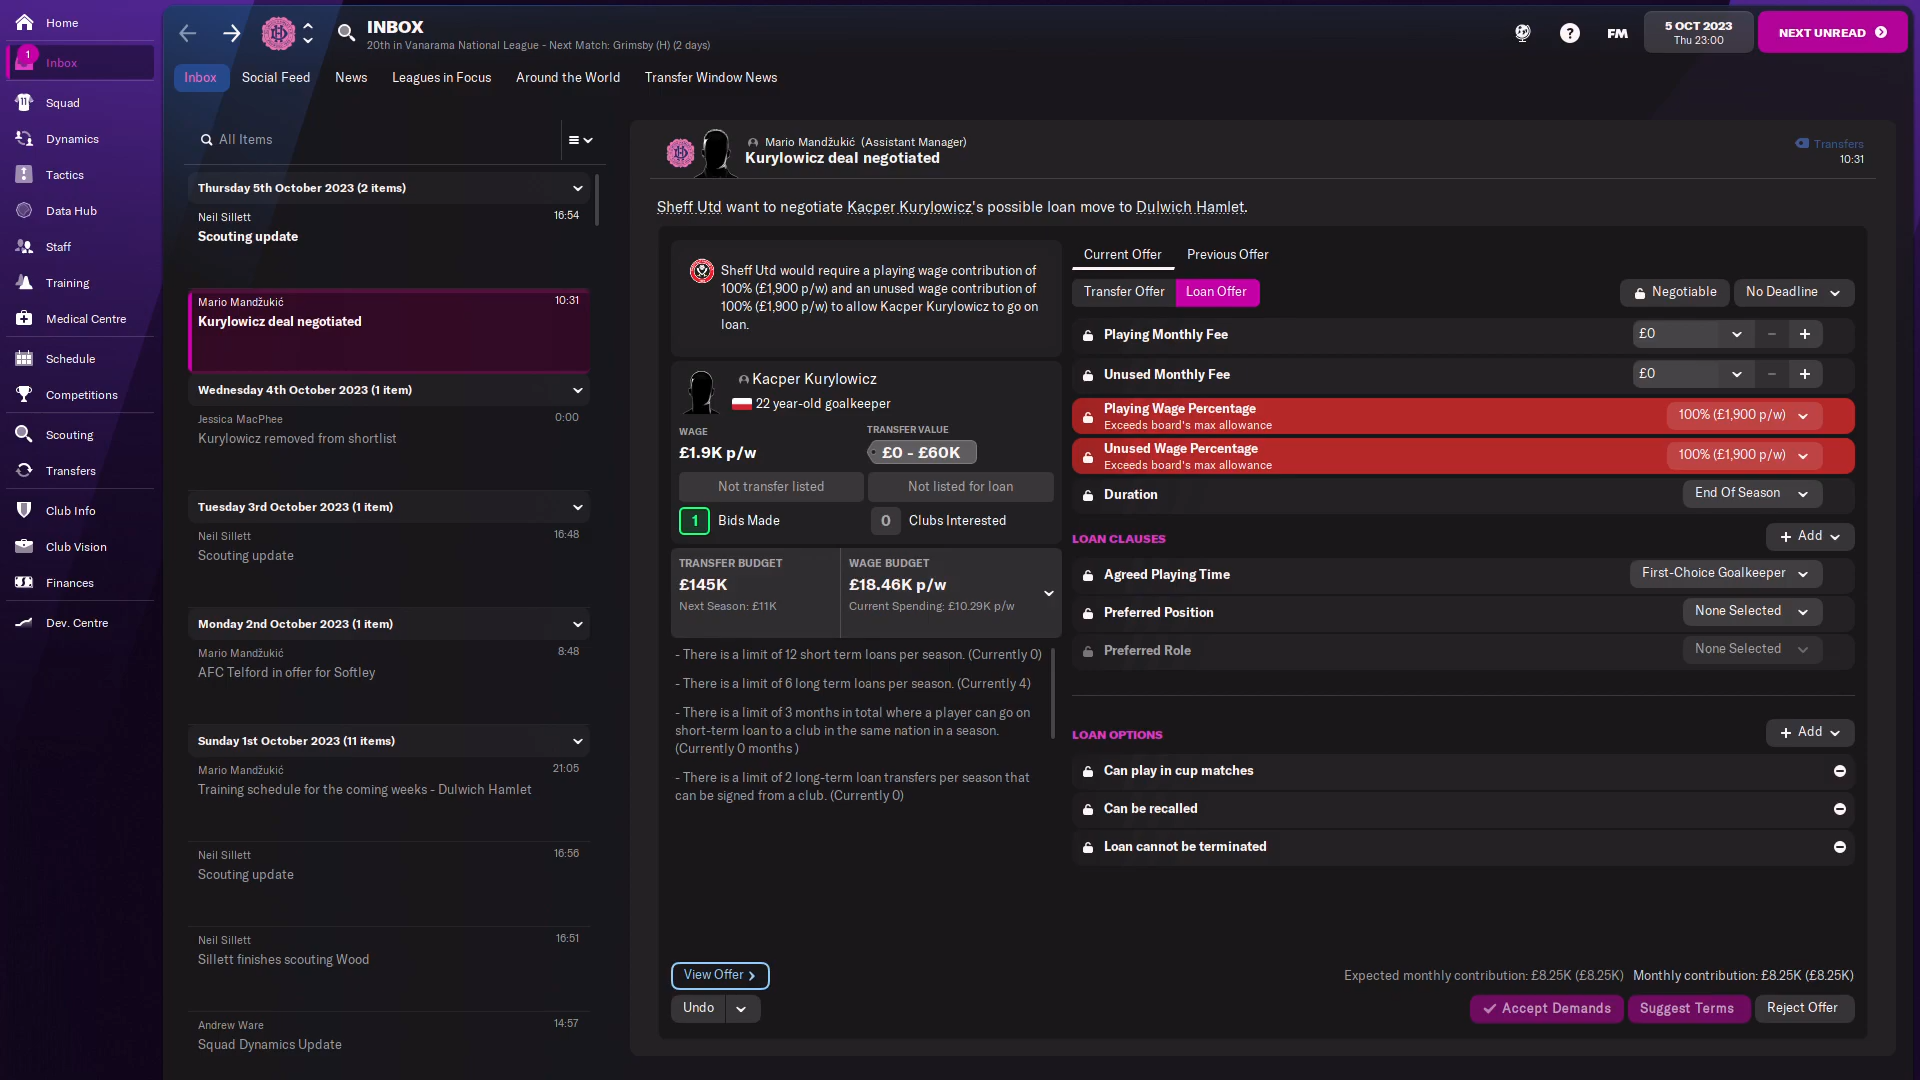 Home
1
Inbox
Squad
Dynamics
Tactics
Data Hub
Staff
Training
Medical Centre
Schedule
Competitions
Scouting
Transfers
Club Info
Club Vision
Finances
Dev. Centre
INBOX
20th in Vanarama National League - Next Match: Grimsby (H) (2 days)
?
FM
5 OCT 2023
Thu 23:00
NEXT UNREAD
Inbox
Social Feed
News
Leagues in Focus
Around the World
Transfer Window News
All Items
Thursday 5th October 2023 (2 items)
Neil Sillett 16:54
Scouting update
Mario Mandžukić 10:31
Kurylowicz deal negotiated
Wednesday 4th October 2023 (1 item)
Jessica MacPhee 0:00
Kurylowicz removed from shortlist
Tuesday 3rd October 2023 (1 item)
Neil Sillett 16:48
Scouting update
Monday 2nd October 2023 (1 item)
Mario Mandžukić 8:48
AFC Telford in offer for Softley
Sunday 1st October 2023 (11 items)
Mario Mandžukić 21:05
Training schedule for the coming weeks - Dulwich Hamlet
Neil Sillett 16:56
Scouting update
Neil Sillett 16:51
Sillett finishes scouting Wood
Andrew Ware 14:57
Squad Dynamics Update
Mario Mandžukić (Assistant Manager)
Kurylowicz deal negotiated
Transfers
10:31
Sheff Utd want to negotiate Kacper Kurylowicz's possible loan move to Dulwich Hamlet.
Sheff Utd would require a playing wage contribution of
100% (£1,900 p/w) and an unused wage contribution of
100% (£1,900 p/w) to allow Kacper Kurylowicz to go on
loan.
Kacper Kurylowicz
22 year-old goalkeeper
WAGE
£1.9K p/w
TRANSFER VALUE
£0 - £60K
Not transfer listed
Not listed for loan
1 Bids Made
0 Clubs Interested
TRANSFER BUDGET
£145K
Next Season: £11K
WAGE BUDGET
£18.46K p/w
Current Spending: £10.29K p/w
- There is a limit of 12 short term loans per season. (Currently 0)
- There is a limit of 6 long term loans per season. (Currently 4)
- There is a limit of 3 months in total where a player can go on
short-term loan to a club in the same nation in a season.
(Currently 0 months )
- There is a limit of 2 long-term loan transfers per season that
can be signed from a club. (Currently 0)
View Offer
Undo
Current Offer
Previous Offer
Transfer Offer
Loan Offer
Negotiable
No Deadline
Playing Monthly Fee £0
Unused Monthly Fee £0
Playing Wage Percentage
Exceeds board's max allowance
100% (£1,900 p/w)
Unused Wage Percentage
Exceeds board's max allowance
100% (£1,900 p/w)
Duration End Of Season
LOAN CLAUSES
+ Add
Agreed Playing Time First-Choice Goalkeeper
Preferred Position None Selected
Preferred Role None Selected
LOAN OPTIONS
+ Add
Can play in cup matches
Can be recalled
Loan cannot be terminated
Expected monthly contribution: £8.25K (£8.25K) Monthly contribution: £8.25K (£8.25K)
Accept Demands
Suggest Terms
Reject Offer